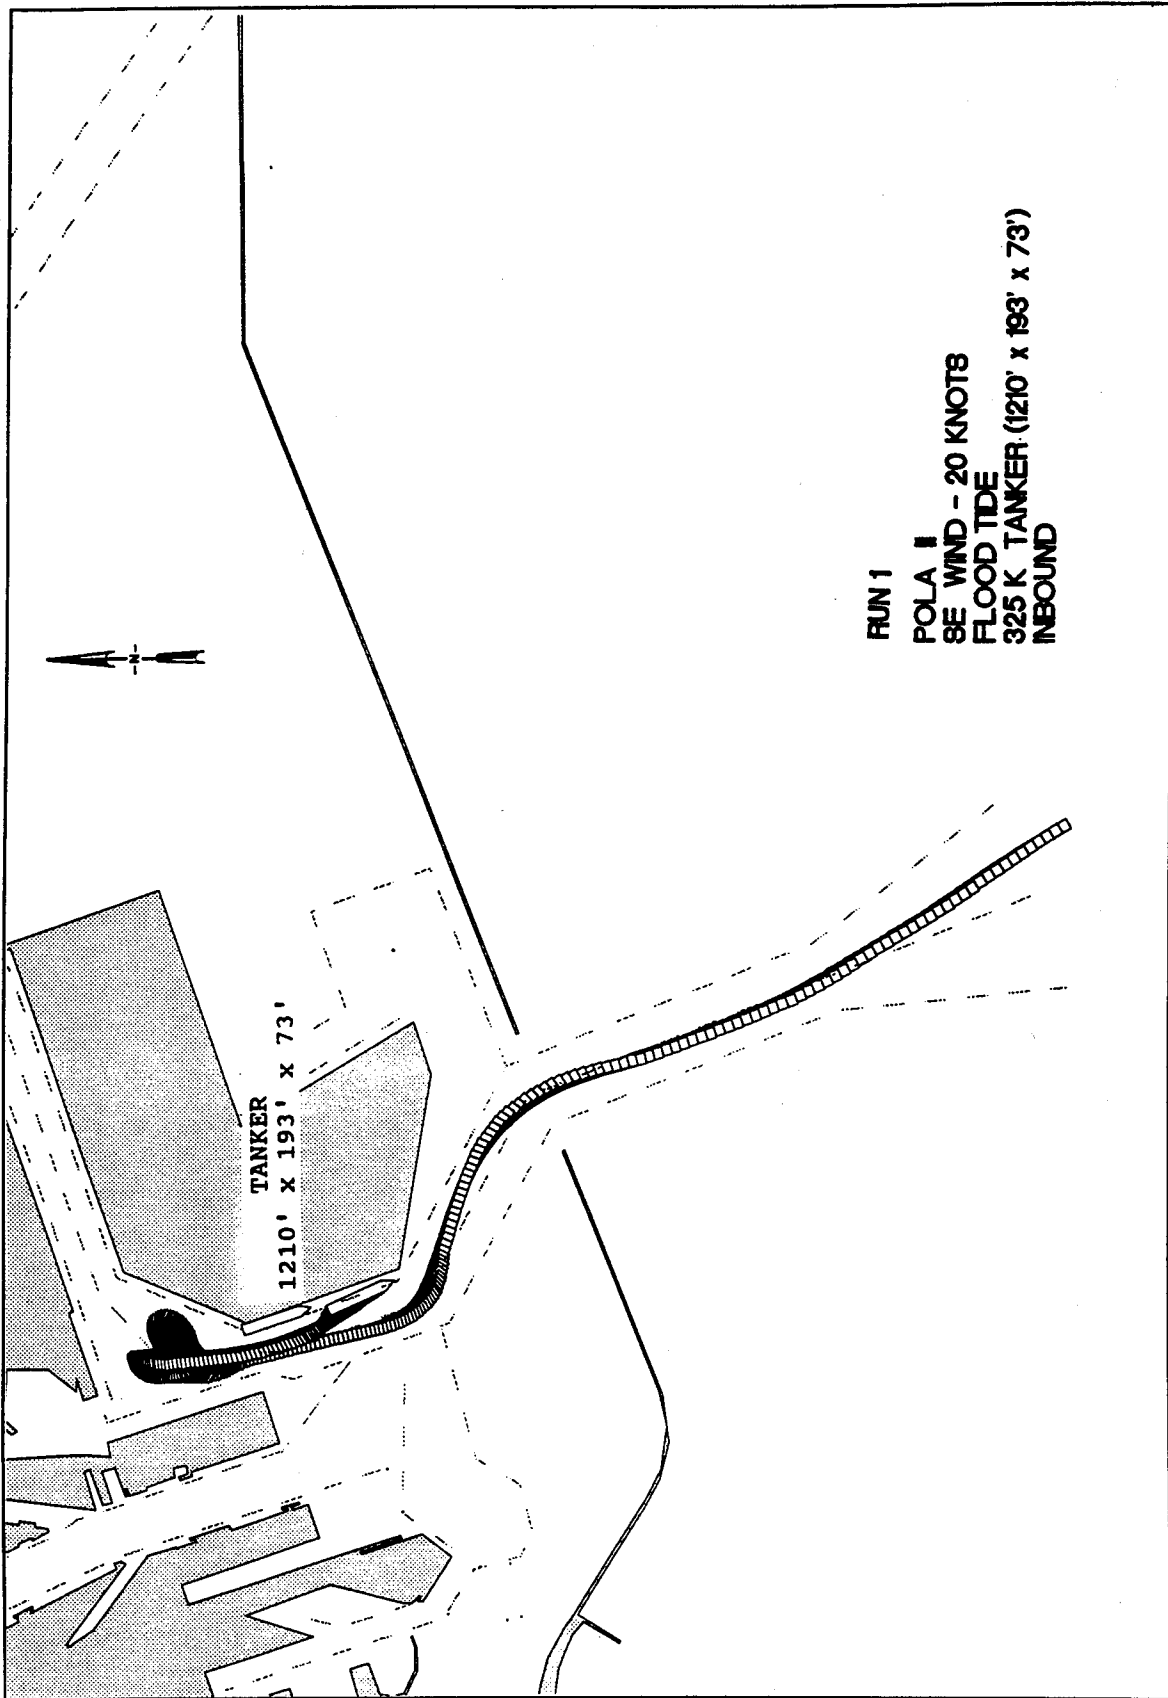 TANKER
1210' x 193' x 73'
N
RUN 1
POLA II
SE WIND - 20 KNOTS
FLOOD TIDE
325 K TANKER (1210' x 193' x 73')
INBOUND